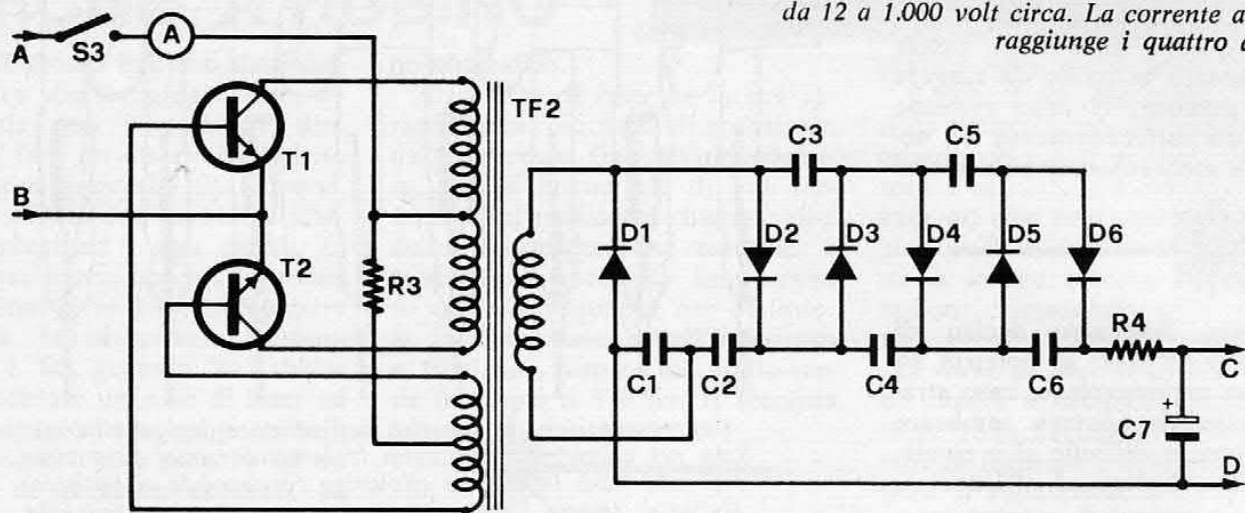 da 12 a 1.000 volt circa. La corrente a
raggiunge i quattro
A
S3
A
TF2
C3
C5
T1
B
D1
D2
D3
D4
D5
D6
T2
R3
R4
C
C1
C2
C4
C6
+
C7
D